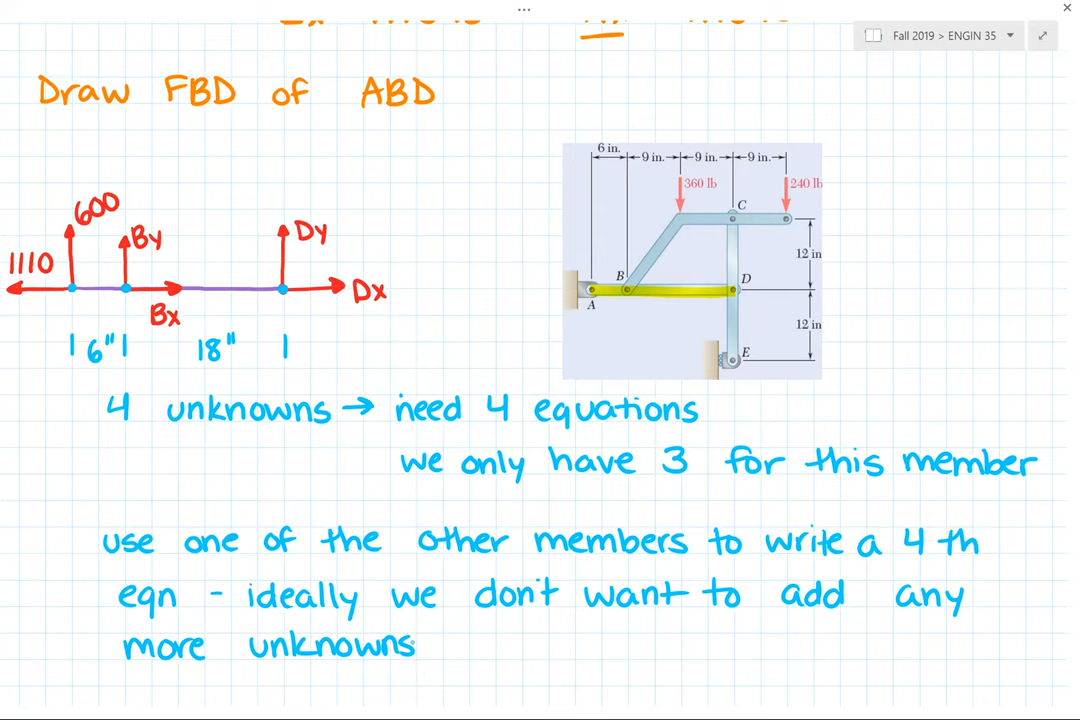 Fall 2019 > ENGIN 35
Draw FBD of ABD
6 in.
9 in. 9 in. 9 in.
360 lb 240 lb
C
12 in
B D
A
12 in
E
600
By Dy
1110
Bx Dx
6" 18"
4 unknowns → need 4 equations
we only have 3 for this member
use one of the other members to write a 4th
eqn - ideally we don't want to add any
more unknowns